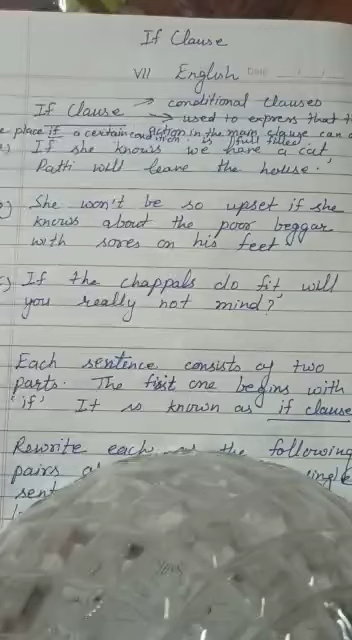 If Clause
VII English Date
If Clause → conditional clauses
→ used to express that t
place if a certain condition is full filled
action in the main clause can
If she knows we have a cat
Patti will leave the house.'
She won't be so upset if she
knows about the poor beggar
with sores on his feet
c) If the chappals do fit will
you really not mind?'
Each sentence consists of two
parts. The first one begins with
'if' It is known as if clause
Rewrite each the following
pairs
sent